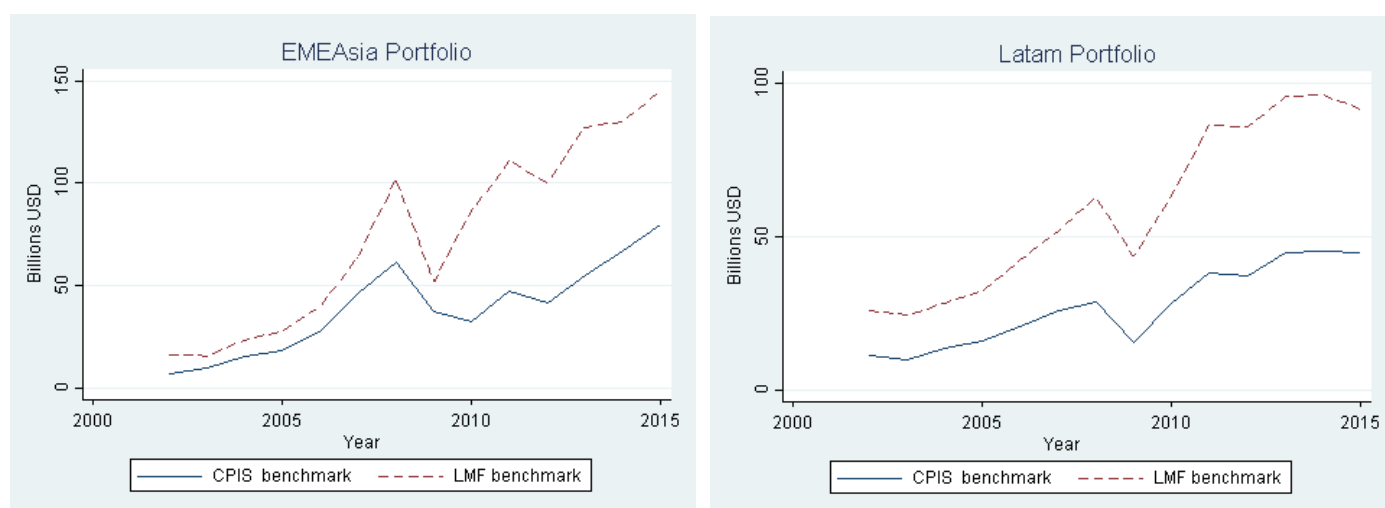 EMEAsia Portfolio
150
100
50
0
Billions USD
2000
2005
2010
2015
Year
CPIS benchmark
LMF benchmark
Latam Portfolio
100
50
0
Billions USD
2000
2005
2010
2015
Year
CPIS benchmark
LMF benchmark